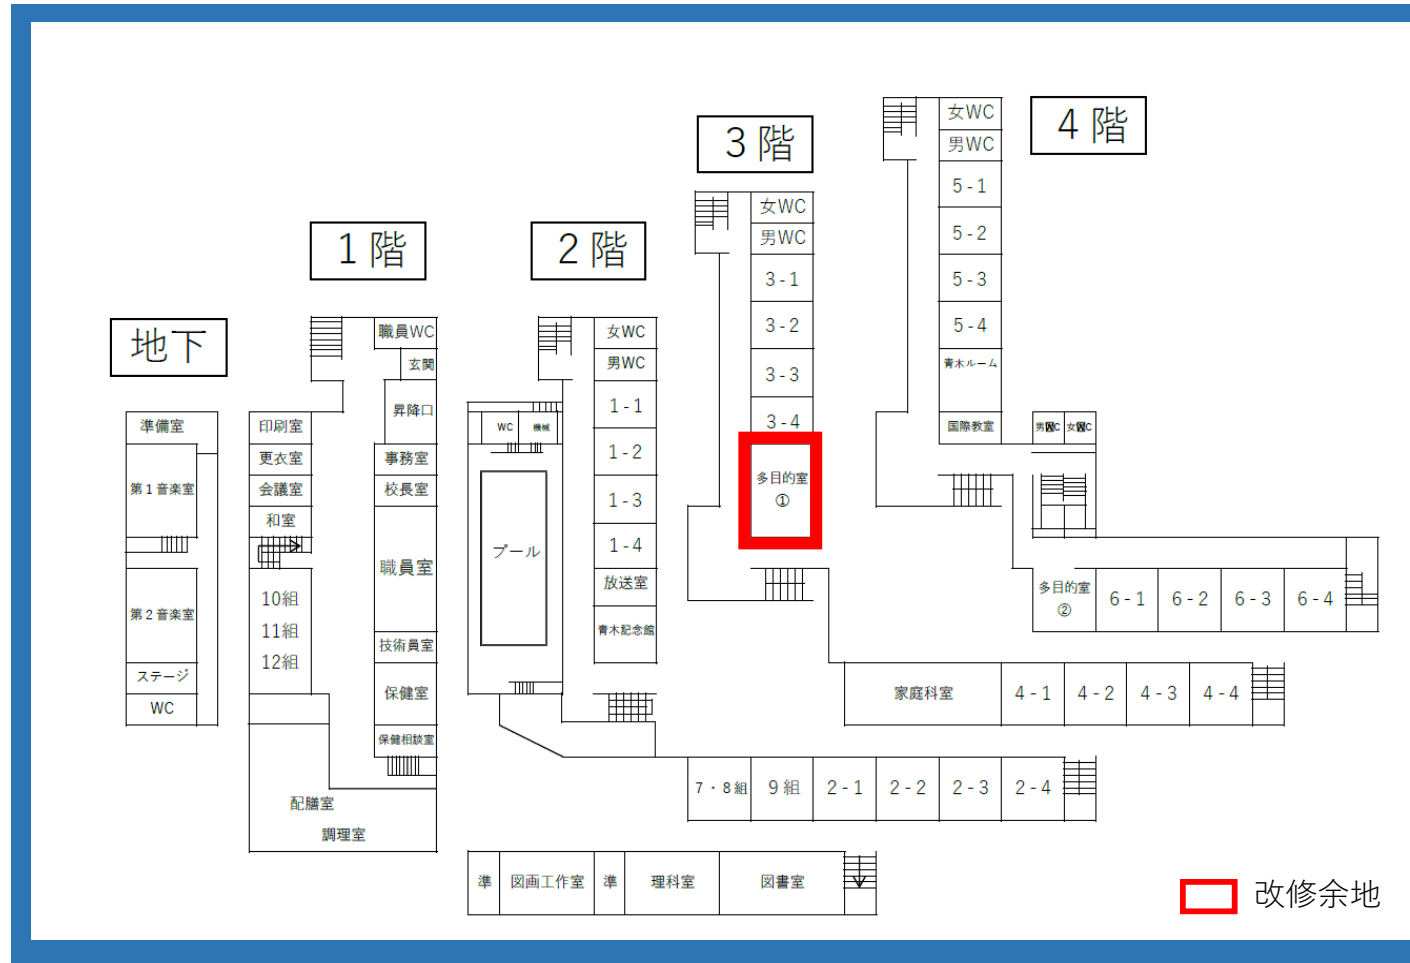 地下
準備室
第１音楽室
第２音楽室
ステージ
WC
１階
職員WC
玄関
昇降口
印刷室
事務室
更衣室
校長室
会議室
和室
職員室
10組
11組
12組
技術員室
保健室
保健相談室
配膳室
調理室
２階
女WC
男WC
WC
機械
プール
1 - 1
1 - 2
1 - 3
1 - 4
放送室
青木記念館
7・8組
9組
2 - 1
2 - 2
2 - 3
2 - 4
準
図画工作室
準
理科室
図書室
３階
女WC
男WC
3 - 1
3 - 2
3 - 3
3 - 4
多目的室
①
家庭科室
4 - 1
4 - 2
4 - 3
4 - 4
４階
女WC
男WC
5 - 1
5 - 2
5 - 3
5 - 4
青木ルーム
国際教室
男WC
女WC
多目的室
②
6 - 1
6 - 2
6 - 3
6 - 4
改修余地